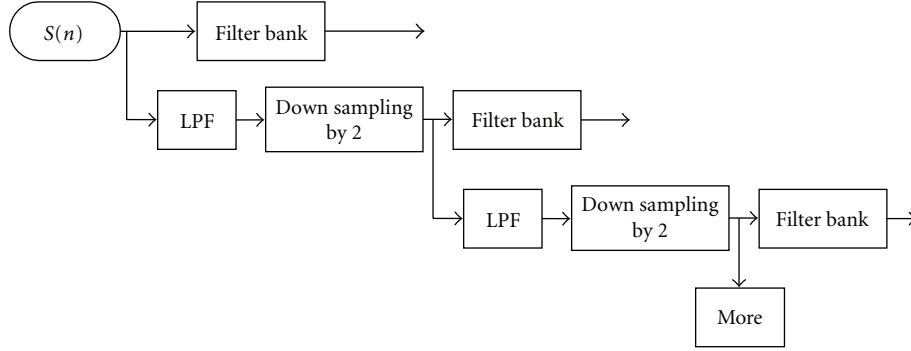 S(n)
Filter bank
LPF
Down sampling
by 2
Filter bank
LPF
Down sampling
by 2
Filter bank
More